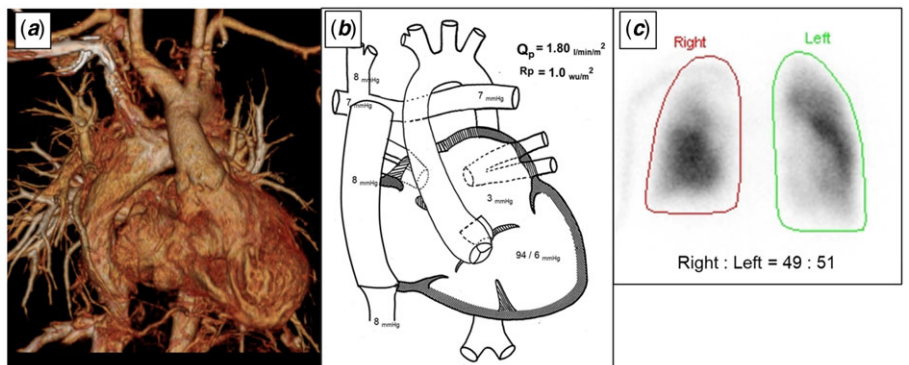 (a)
(b)
Qp = 1.80 l/min/m2
Rp = 1.0 wu/m2
8 mmHg
7 mmHg
7 mmHg
8 mmHg
3 mmHg
94 / 6 mmHg
8 mmHg
(c)
Right
Left
Right : Left = 49 : 51